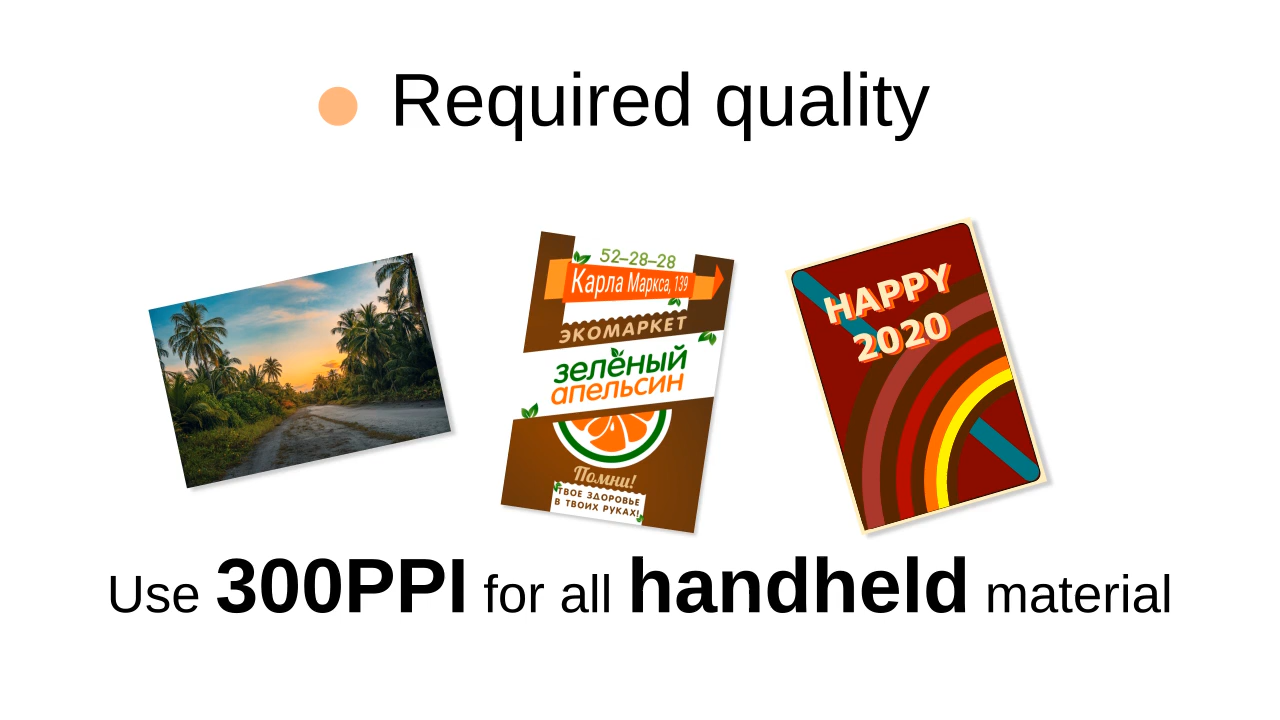 Required quality
52–28–28
Карла Маркса, 139
ЭКОМАРКЕТ
зелёный
апельсин
Помни!
ТВОЕ ЗДОРОВЬЕ
В ТВОИХ РУКАХ!
HAPPY
2020
Use 300PPI for all handheld material